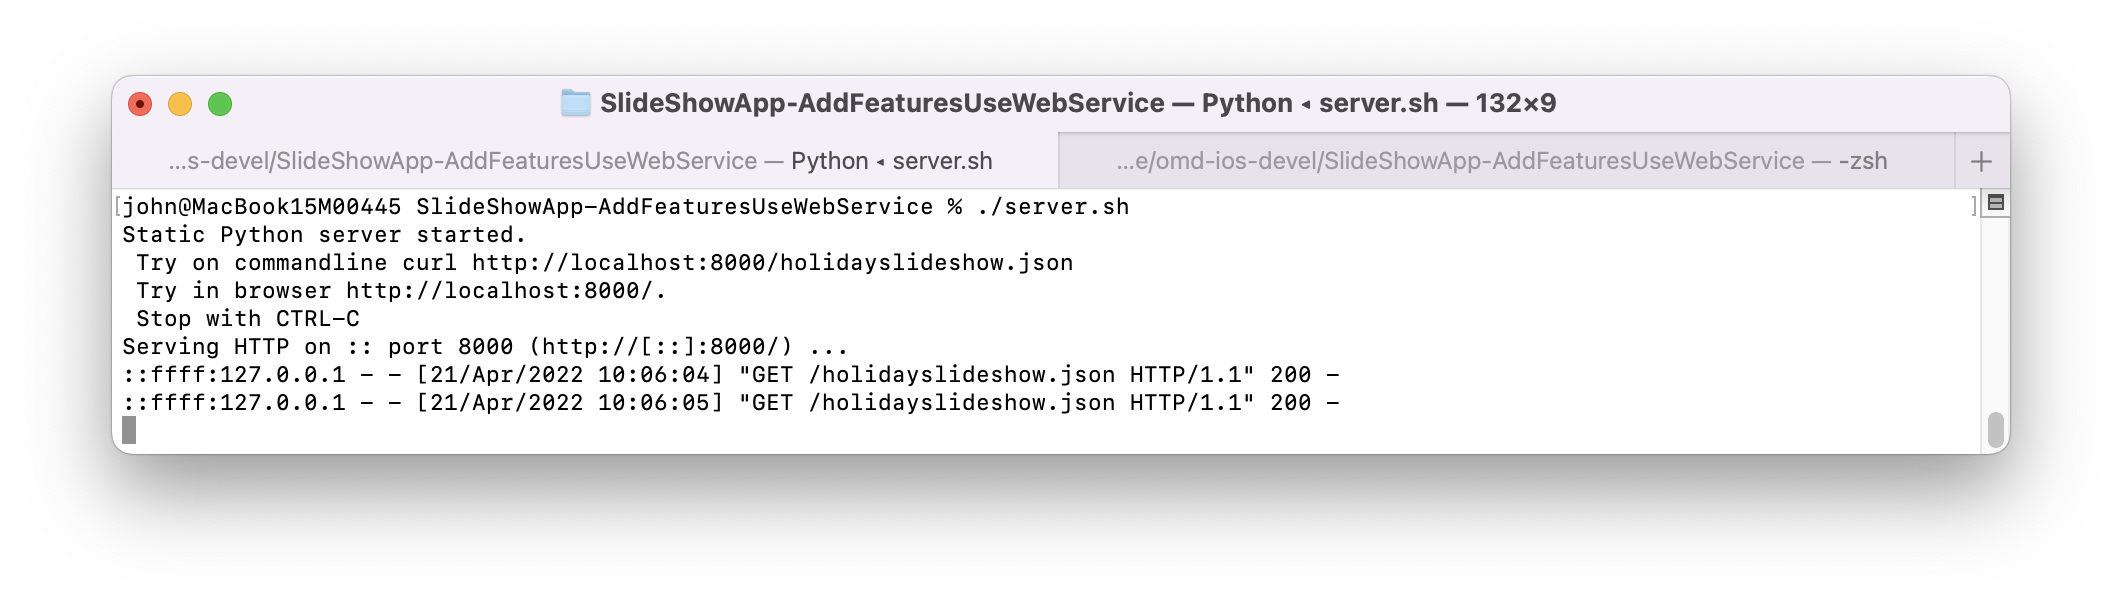 SlideShowApp-AddFeaturesUseWebService — Python ◂ server.sh — 132×9
...s-devel/SlideShowApp-AddFeaturesUseWebService — Python ◂ server.sh
...e/omd-ios-devel/SlideShowApp-AddFeaturesUseWebService — -zsh
[john@MacBook15M00445 SlideShowApp-AddFeaturesUseWebService % ./server.sh ]
Static Python server started.
 Try on commandline curl http://localhost:8000/holidayslideshow.json
 Try in browser http://localhost:8000/.
 Stop with CTRL-C
Serving HTTP on :: port 8000 (http://[::]:8000/) ...
::ffff:127.0.0.1 - - [21/Apr/2022 10:06:04] "GET /holidayslideshow.json HTTP/1.1" 200 -
::ffff:127.0.0.1 - - [21/Apr/2022 10:06:05] "GET /holidayslideshow.json HTTP/1.1" 200 -